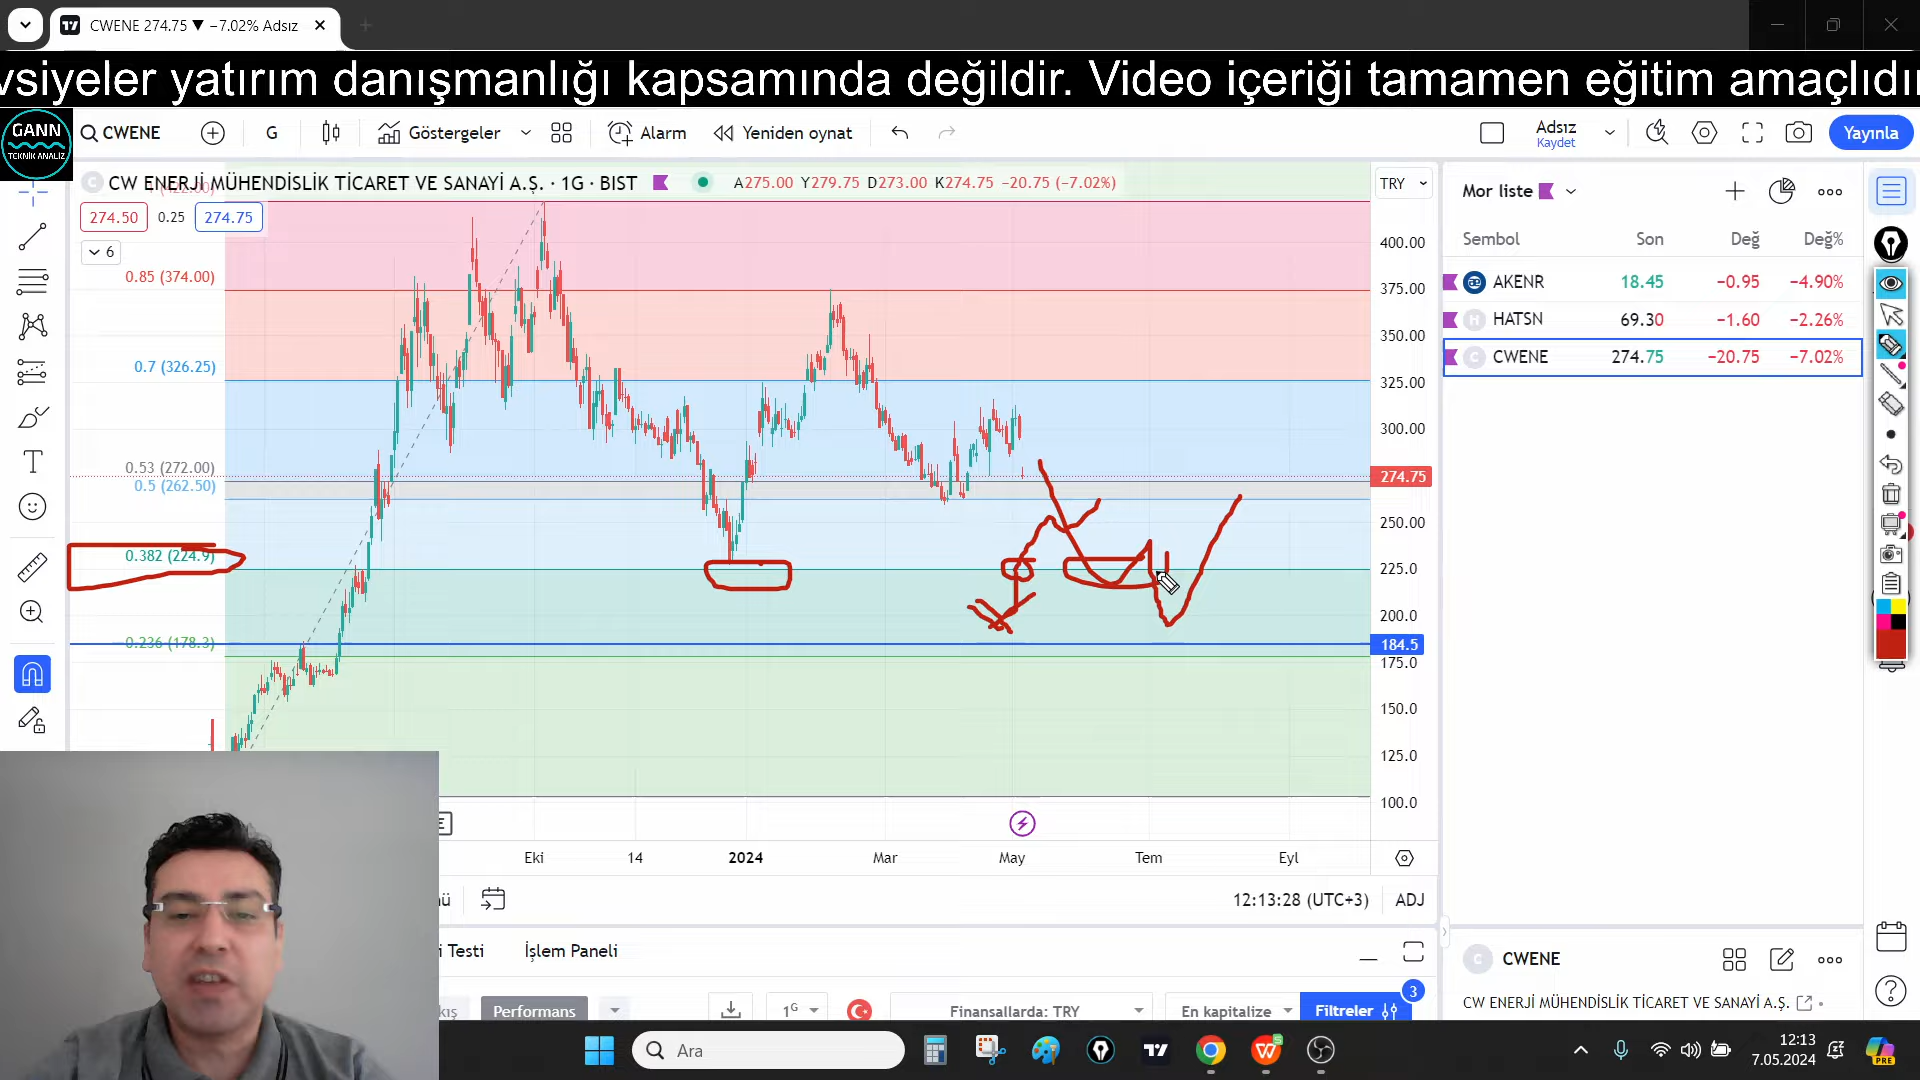 CWENE 274.75 ▼ −7.02% Adsız
vsiyeler yatırım danışmanlığı kapsamında değildir. Video içeriği tamamen eğitim amaçlıdır
GANN
TEKNİK ANALİZ
CWENE
G
Göstergeler
Alarm
Yeniden oynat
Adsız
Kaydet
Yayınla
CW ENERJİ MÜHENDİSLİK TİCARET VE SANAYİ A.Ş. · 1G · BIST
A275.00 Y279.75 D273.00 K274.75 −20.75 (−7.02%)
TRY
274.50 0.25 274.75
6
0.85 (374.00)
0.7 (326.25)
0.53 (272.00)
0.5 (262.50)
0.382 (224.9)
0.236 (178.3)
400.00
375.00
350.00
325.00
300.00
274.75
250.00
225.0
200.0
184.5
175.0
150.0
125.0
100.0
Eki 14 2024 Mar May Tem Eyl
12:13:28 (UTC+3) ADJ
Mor liste
Sembol Son Değ Değ%
AKENR 18.45 −0.95 −4.90%
HATSN 69.30 −1.60 −2.26%
CWENE 274.75 −20.75 −7.02%
i Testi İşlem Paneli
Performans
1G
Finansallarda: TRY
En kapitalize
Filtreler
3
CWENE
CW ENERJİ MÜHENDİSLİK TİCARET VE SANAYİ A.Ş.
Ara
12:13
7.05.2024
PRE